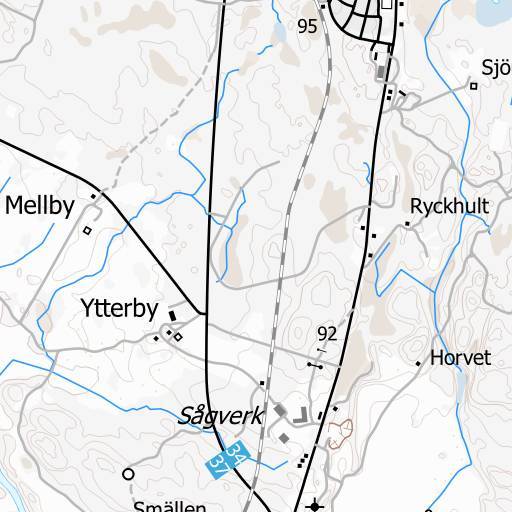 95
Sjö
Mellby
Ryckhult
Ytterby
92
Horvet
Sågverk
34
37
Smällen